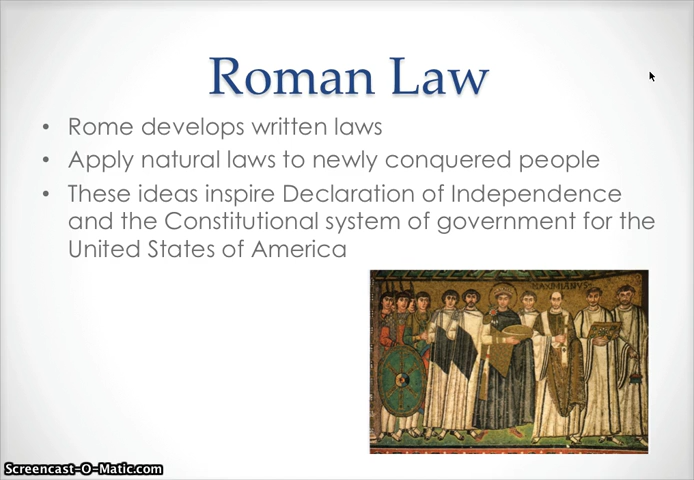 Roman Law
• Rome develops written laws
• Apply natural laws to newly conquered people
• These ideas inspire Declaration of Independence
and the Constitutional system of government for the
United States of America
MAXIMIANVS
Screencast-O-Matic.com